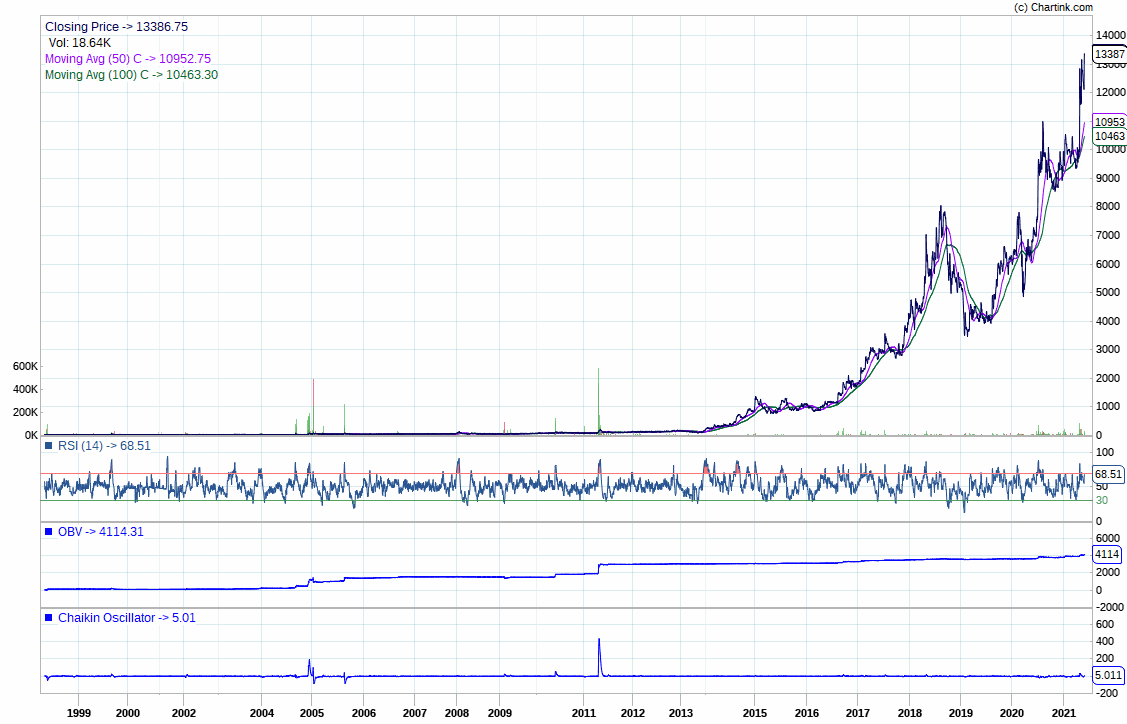 (c) Chartink.com
Closing Price -> 13386.75
Vol: 18.64K
Moving Avg (50) C -> 10952.75
Moving Avg (100) C -> 10463.30
14000
13387
13000
12000
10953
10463
10000
9000
8000
7000
6000
5000
4000
3000
2000
1000
0
600K
400K
200K
0K
RSI (14) -> 68.51
100
68.51
50
30
0
OBV -> 4114.31
6000
4114
2000
0
-2000
Chaikin Oscillator -> 5.01
600
400
200
5.011
-200
1999 2000 2002 2004 2005 2006 2007 2008 2009 2011 2012 2013 2015 2016 2017 2018 2019 2020 2021